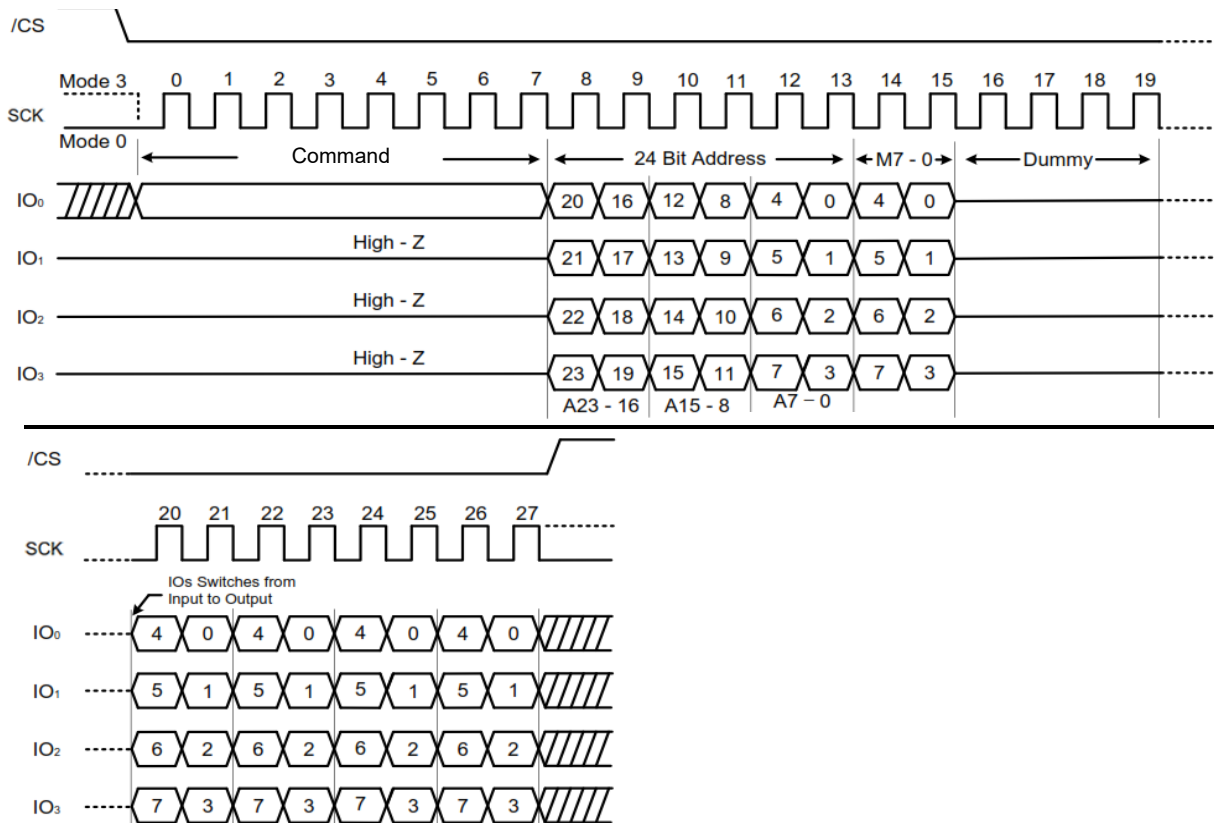 /CS
Mode 3 0 1 2 3 4 5 6 7 8 9 10 11 12 13 14 15 16 17 18 19
SCK
Mode 0
Command 24 Bit Address M7 - 0 Dummy
IO₀ 20 16 12 8 4 0 4 0
High - Z
IO₁ 21 17 13 9 5 1 5 1
High - Z
IO₂ 22 18 14 10 6 2 6 2
High - Z
IO₃ 23 19 15 11 7 3 7 3
A23 - 16 A15 - 8 A7 – 0
/CS
20 21 22 23 24 25 26 27
SCK
IOs Switches from
Input to Output
IO₀ 4 0 4 0 4 0 4 0
IO₁ 5 1 5 1 5 1 5 1
IO₂ 6 2 6 2 6 2 6 2
IO₃ 7 3 7 3 7 3 7 3